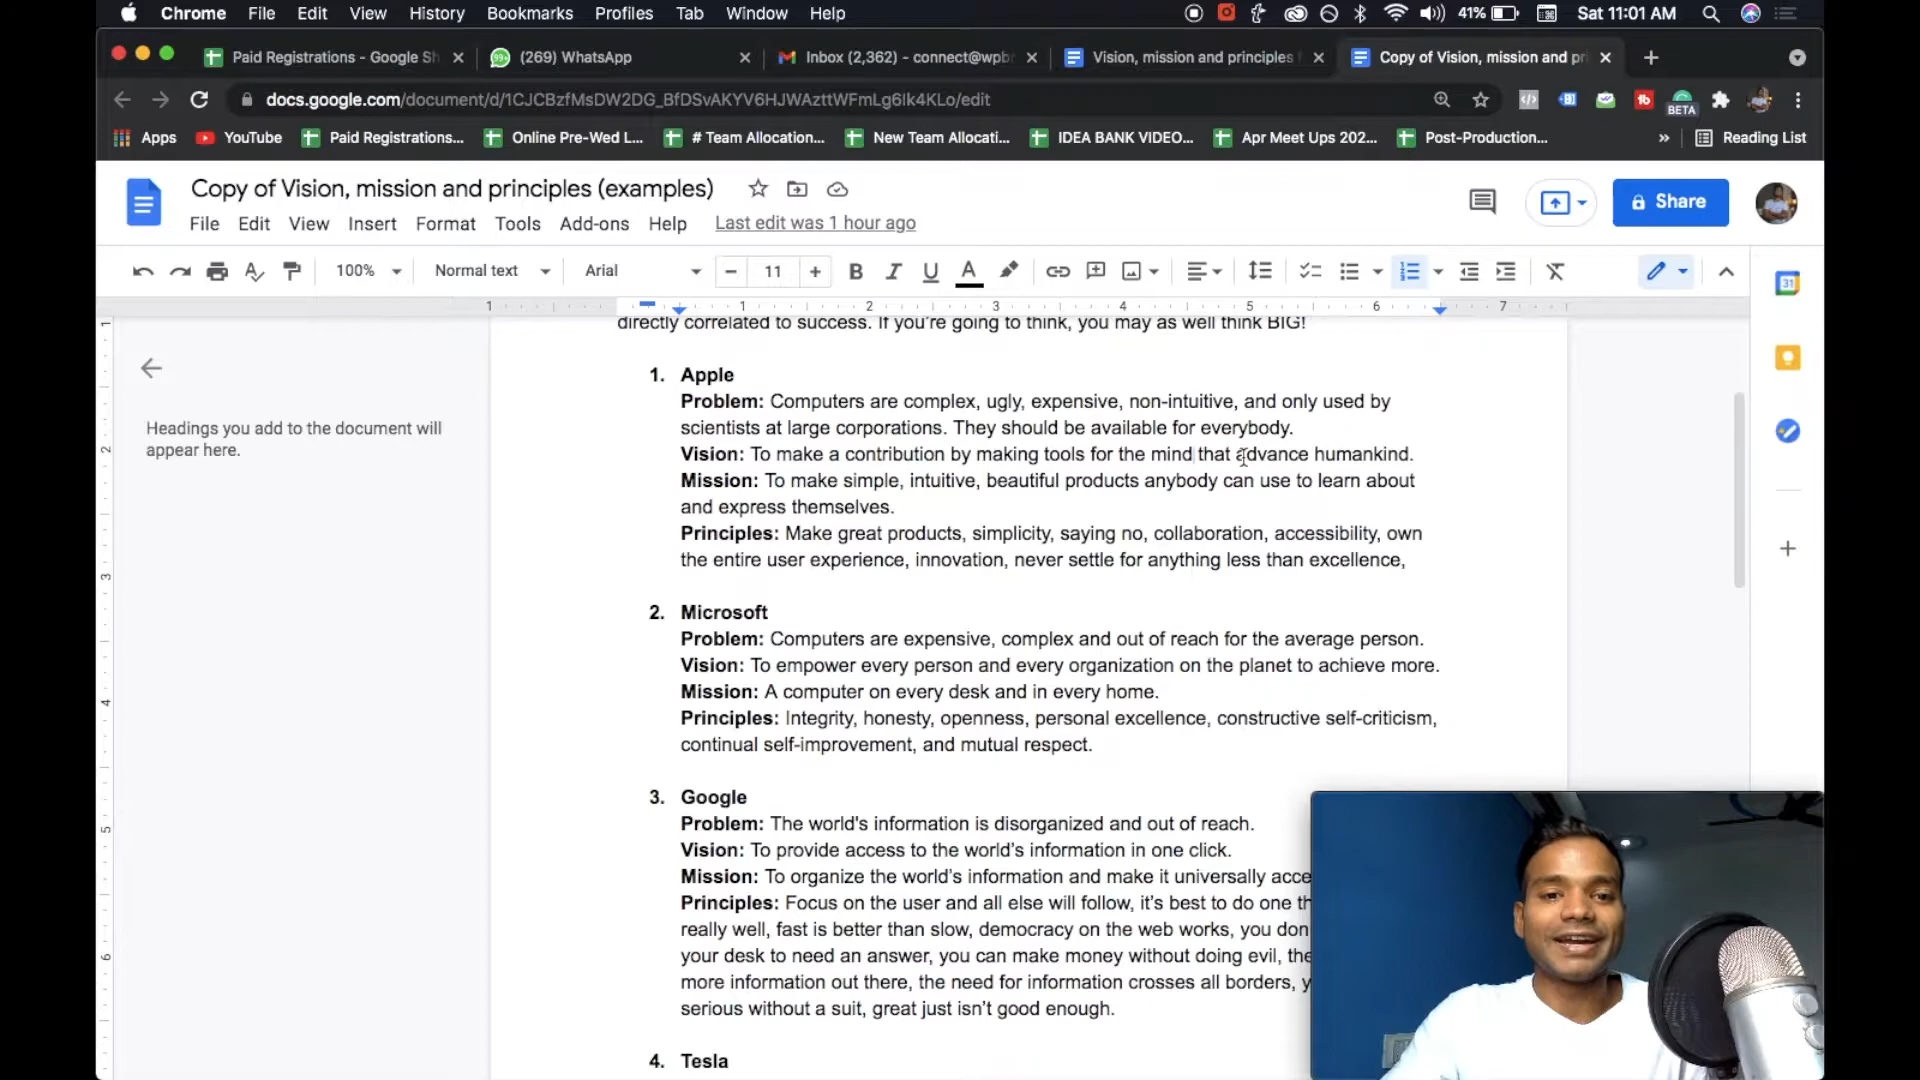 Chrome File Edit View History Bookmarks Profiles Tab Window Help 41% Sat 11:01 AM
Paid Registrations - Google Sh (269) WhatsApp Inbox (2,362) - connect@wpbr Vision, mission and principles Copy of Vision, mission and pri
docs.google.com/document/d/1CJCBzfMsDW2DG_BfDSvAKYV6HJWAzttWFmLg6Ik4KLo/edit BETA
Apps YouTube Paid Registrations... Online Pre-Wed L... # Team Allocation... New Team Allocati... IDEA BANK VIDEO... Apr Meet Ups 202... Post-Production... » Reading List
Copy of Vision, mission and principles (examples)
File Edit View Insert Format Tools Add-ons Help Last edit was 1 hour ago
Share
100% Normal text Arial 11 B I U A
1 1 2 3 4 5 6 7
directly correlated to success. If you're going to think, you may as well think BIG!
Headings you add to the document will
appear here.
1. Apple
Problem: Computers are complex, ugly, expensive, non-intuitive, and only used by
scientists at large corporations. They should be available for everybody.
Vision: To make a contribution by making tools for the mind that advance humankind.
Mission: To make simple, intuitive, beautiful products anybody can use to learn about
and express themselves.
Principles: Make great products, simplicity, saying no, collaboration, accessibility, own
the entire user experience, innovation, never settle for anything less than excellence,
2. Microsoft
Problem: Computers are expensive, complex and out of reach for the average person.
Vision: To empower every person and every organization on the planet to achieve more.
Mission: A computer on every desk and in every home.
Principles: Integrity, honesty, openness, personal excellence, constructive self-criticism,
continual self-improvement, and mutual respect.
3. Google
Problem: The world's information is disorganized and out of reach.
Vision: To provide access to the world's information in one click.
Mission: To organize the world's information and make it universally acce
Principles: Focus on the user and all else will follow, it's best to do one th
really well, fast is better than slow, democracy on the web works, you don
your desk to need an answer, you can make money without doing evil, the
more information out there, the need for information crosses all borders, y
serious without a suit, great just isn't good enough.
4. Tesla